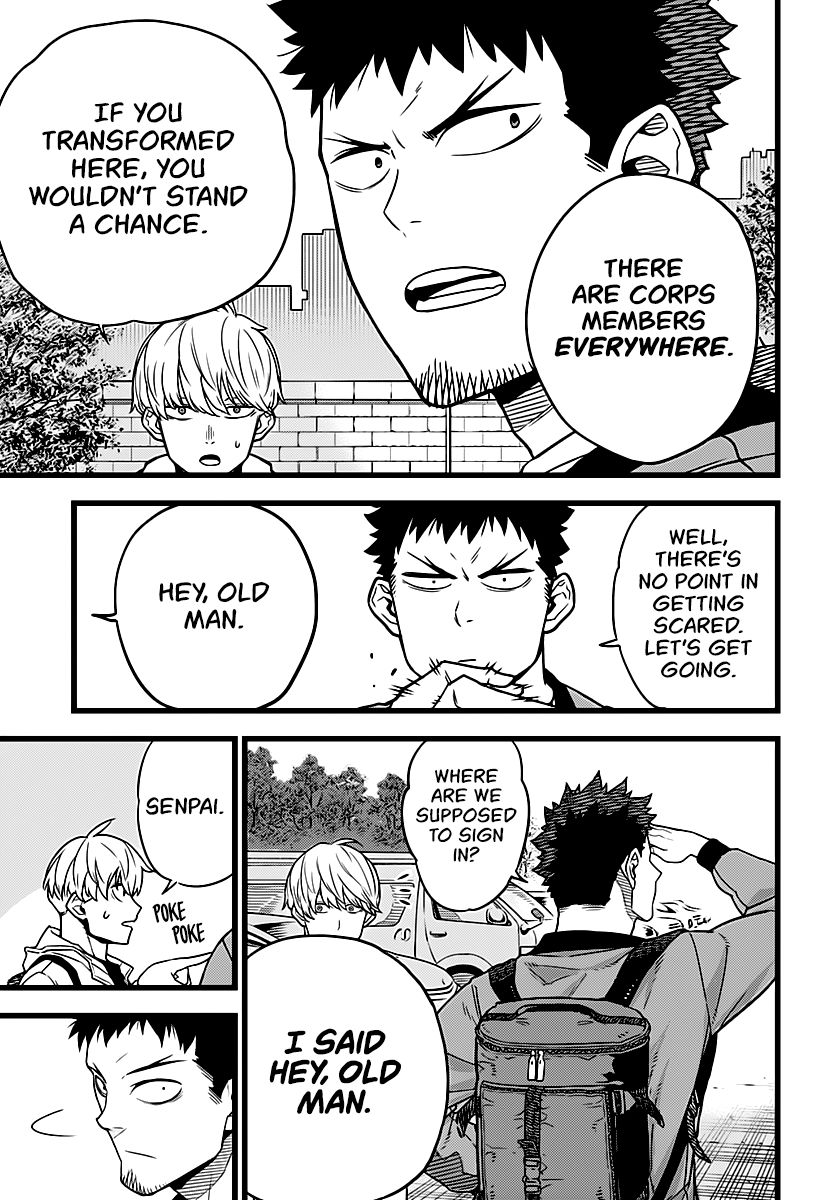 THERE
ARE CORPS
MEMBERS
EVERYWHERE.
IF YOU
TRANSFORMED
HERE, YOU
WOULDN'T STAND
A CHANCE.
WELL,
THERE'S
NO POINT IN
GETTING
SCARED.
LET'S GET
GOING.
HEY, OLD
MAN.
WHERE
ARE WE
SUPPOSED
TO SIGN
IN?
I SAID
HEY, OLD
MAN.
SENPAI.
POKE
POKE